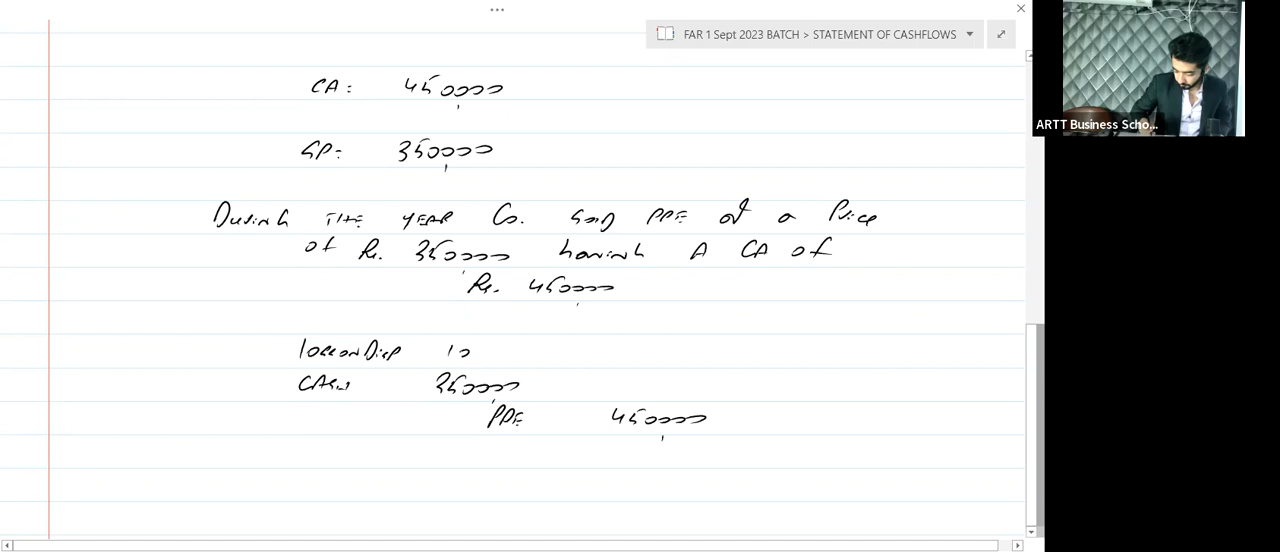 FAR 1 Sept 2023 BATCH > STATEMENT OF CASHFLOWS
ARTT Business Scho...
CA: 450000
SP: 350000
During THE YEAR Co. SOLD PPE at a Price
of Rs. 350000 having A CA of
Rs. 450000
loss on Disp 10
CASH 350000
PPE 450000